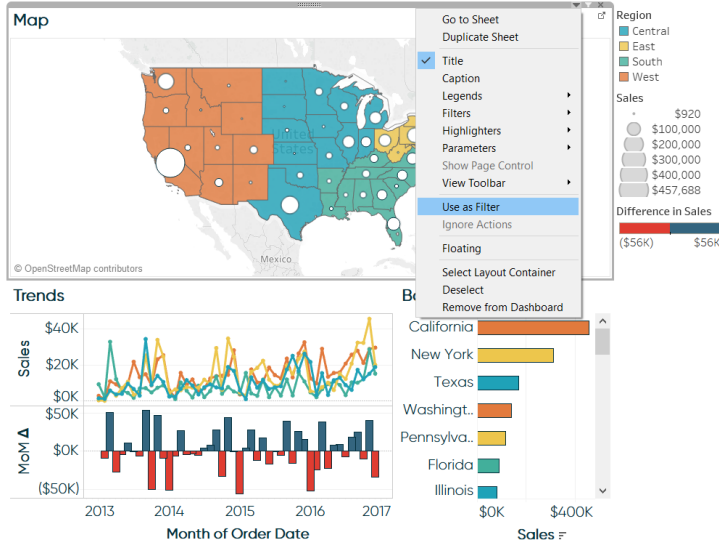 Map
United
States
Mexico
© OpenStreetMap contributors
Go to Sheet
Duplicate Sheet
Title
Caption
Legends
Filters
Highlighters
Parameters
Show Page Control
View Toolbar
Use as Filter
Ignore Actions
Floating
Select Layout Container
Deselect
Remove from Dashboard
Region
Central
East
South
West
Sales
$920
$100,000
$200,000
$300,000
$400,000
$457,688
Difference in Sales
($56K) $56K
Trends
Sales
$40K
$20K
$0K
MoM Δ
$50K
$0K
($50K)
2013 2014 2015 2016 2017
Month of Order Date
California
New York
Texas
Washingt..
Pennsylva..
Florida
Illinois
$0K $400K
Sales